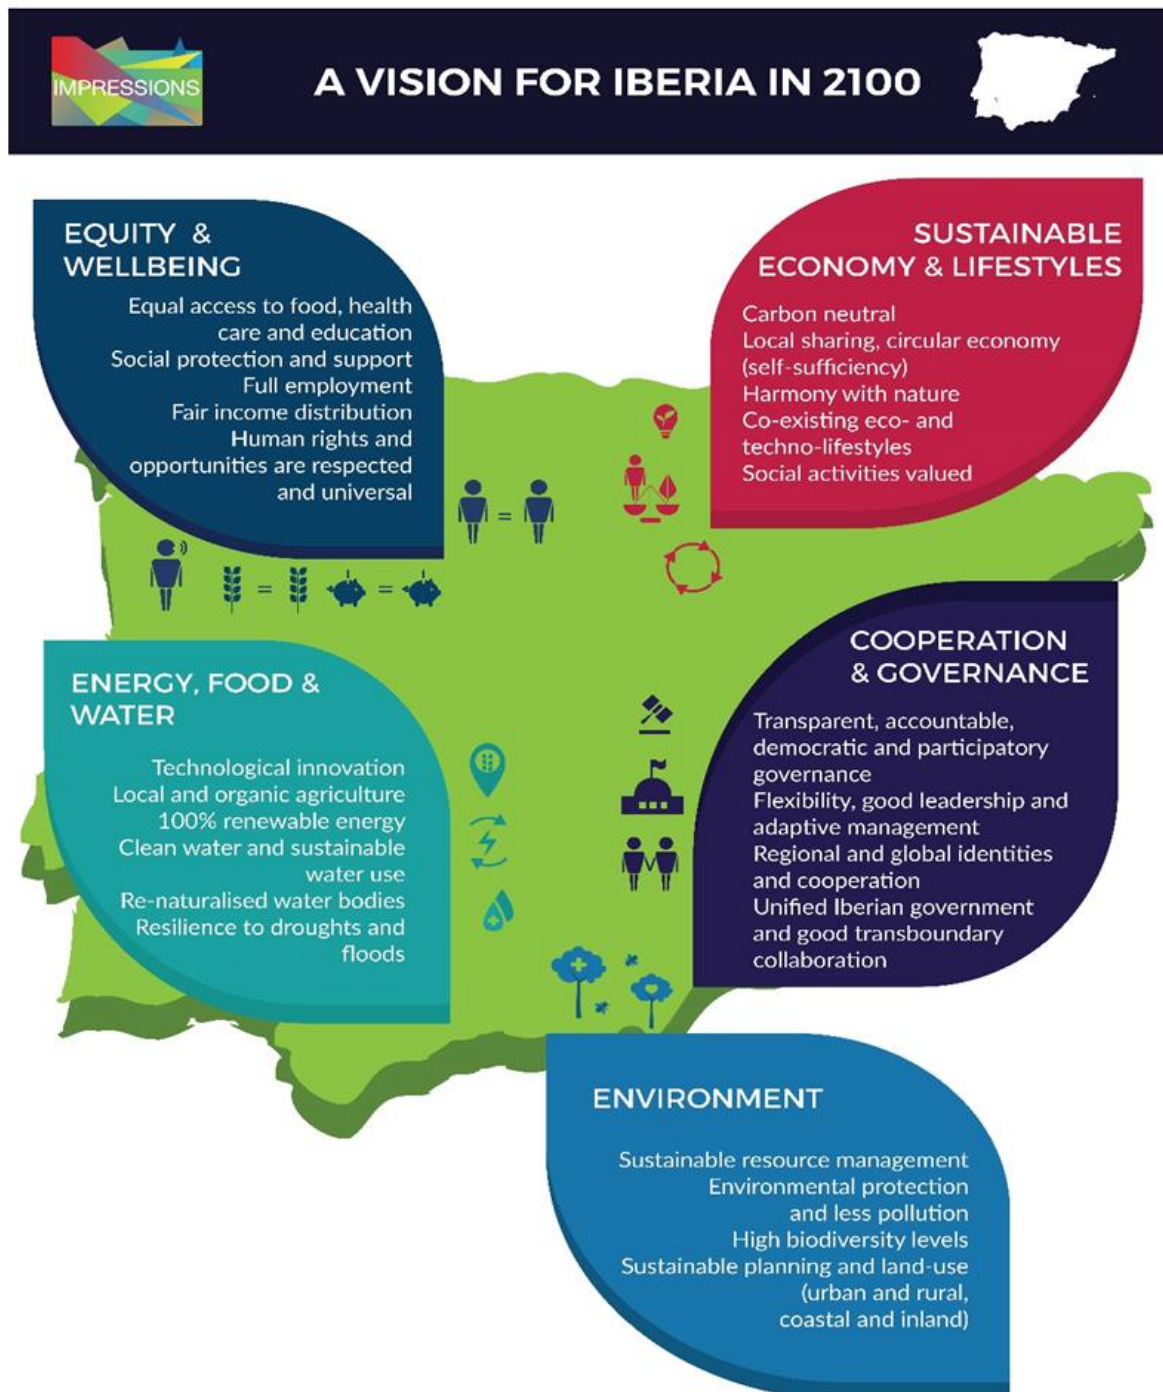 IMPRESSIONS
A VISION FOR IBERIA IN 2100
EQUITY &
WELLBEING
Equal access to food, health
care and education
Social protection and support
Full employment
Fair income distribution
Human rights and
opportunities are respected
and universal
SUSTAINABLE
ECONOMY & LIFESTYLES
Carbon neutral
Local sharing, circular economy
(self-sufficiency)
Harmony with nature
Co-existing eco- and
techno-lifestyles
Social activities valued
ENERGY, FOOD &
WATER
Technological innovation
Local and organic agriculture
100% renewable energy
Clean water and sustainable
water use
Re-naturalised water bodies
Resilience to droughts and
floods
COOPERATION
& GOVERNANCE
Transparent, accountable,
democratic and participatory
governance
Flexibility, good leadership and
adaptive management
Regional and global identities
and cooperation
Unified Iberian government
and good transboundary
collaboration
ENVIRONMENT
Sustainable resource management
Environmental protection
and less pollution
High biodiversity levels
Sustainable planning and land-use
(urban and rural,
coastal and inland)